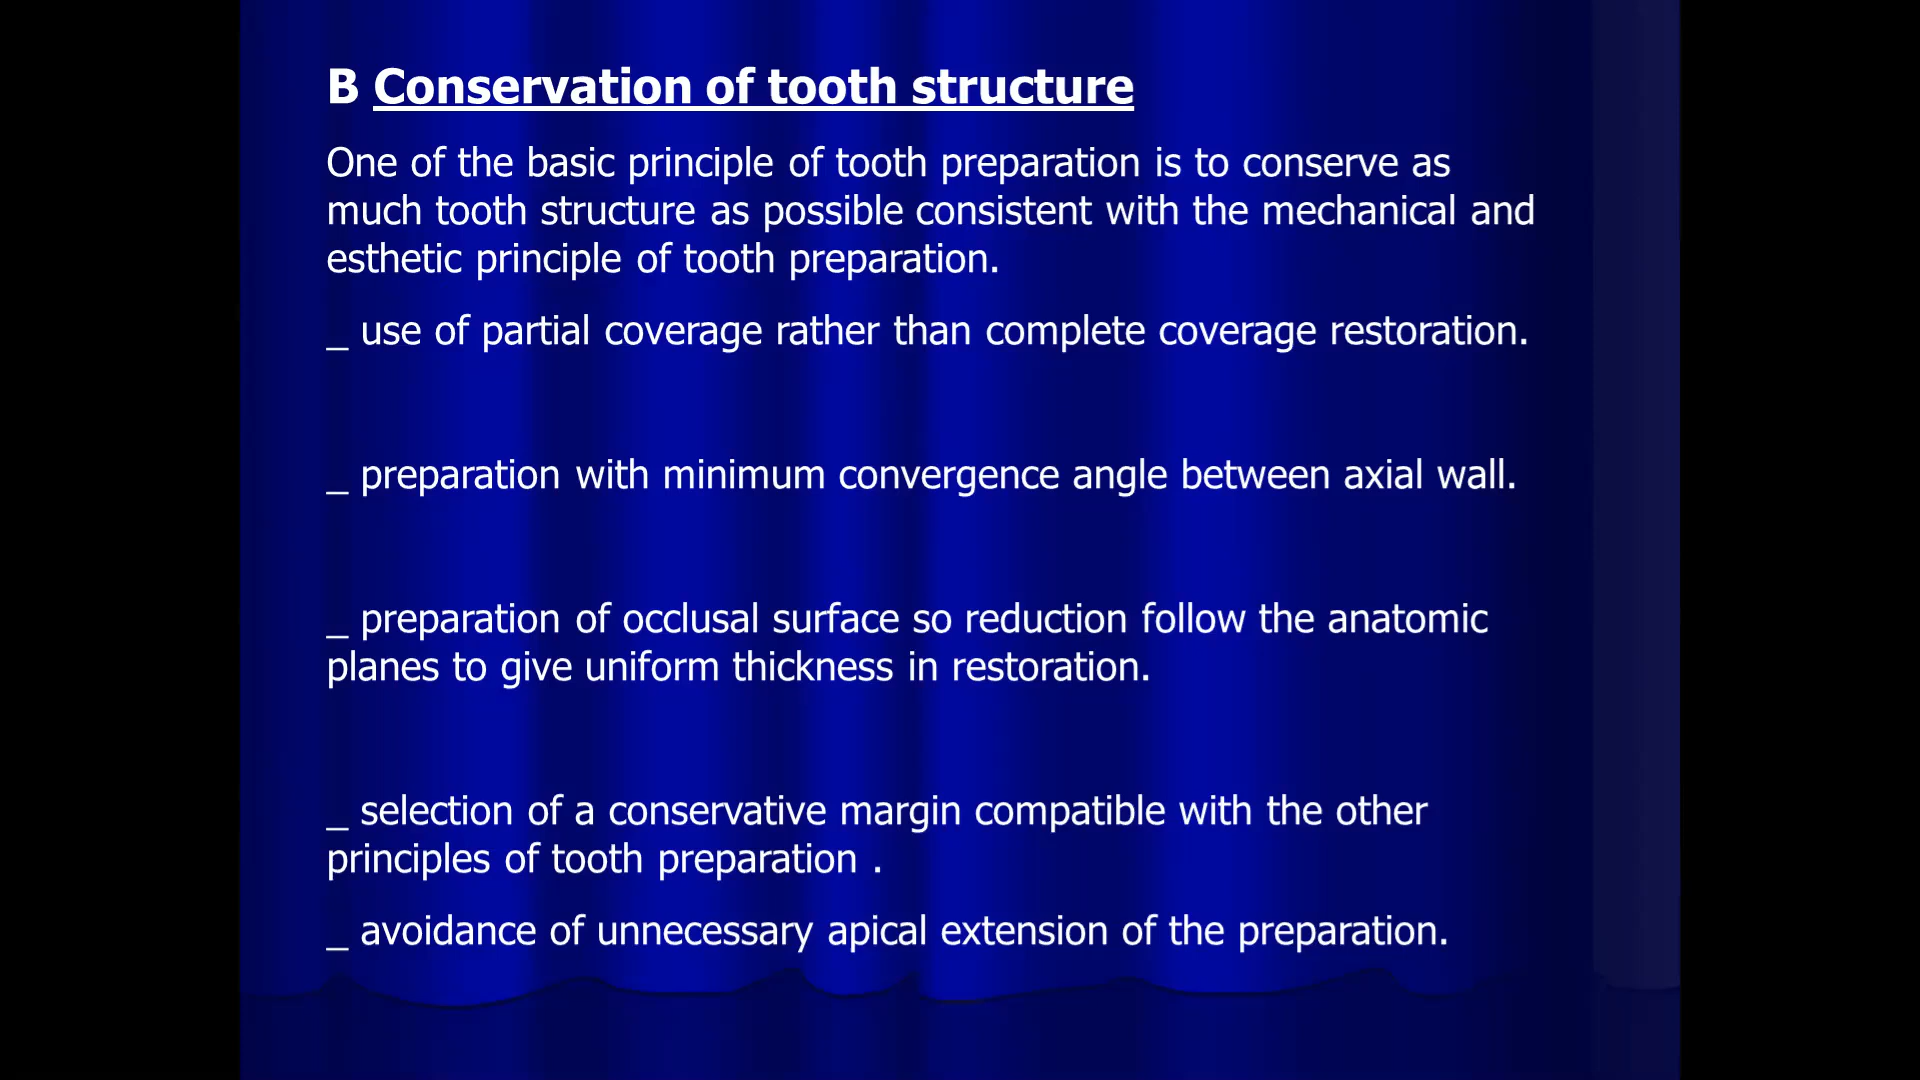 B Conservation of tooth structure
One of the basic principle of tooth preparation is to conserve as
much tooth structure as possible consistent with the mechanical and
esthetic principle of tooth preparation.
_ use of partial coverage rather than complete coverage restoration.
_ preparation with minimum convergence angle between axial wall.
_ preparation of occlusal surface so reduction follow the anatomic
planes to give uniform thickness in restoration.
_ selection of a conservative margin compatible with the other
principles of tooth preparation .
_ avoidance of unnecessary apical extension of the preparation.